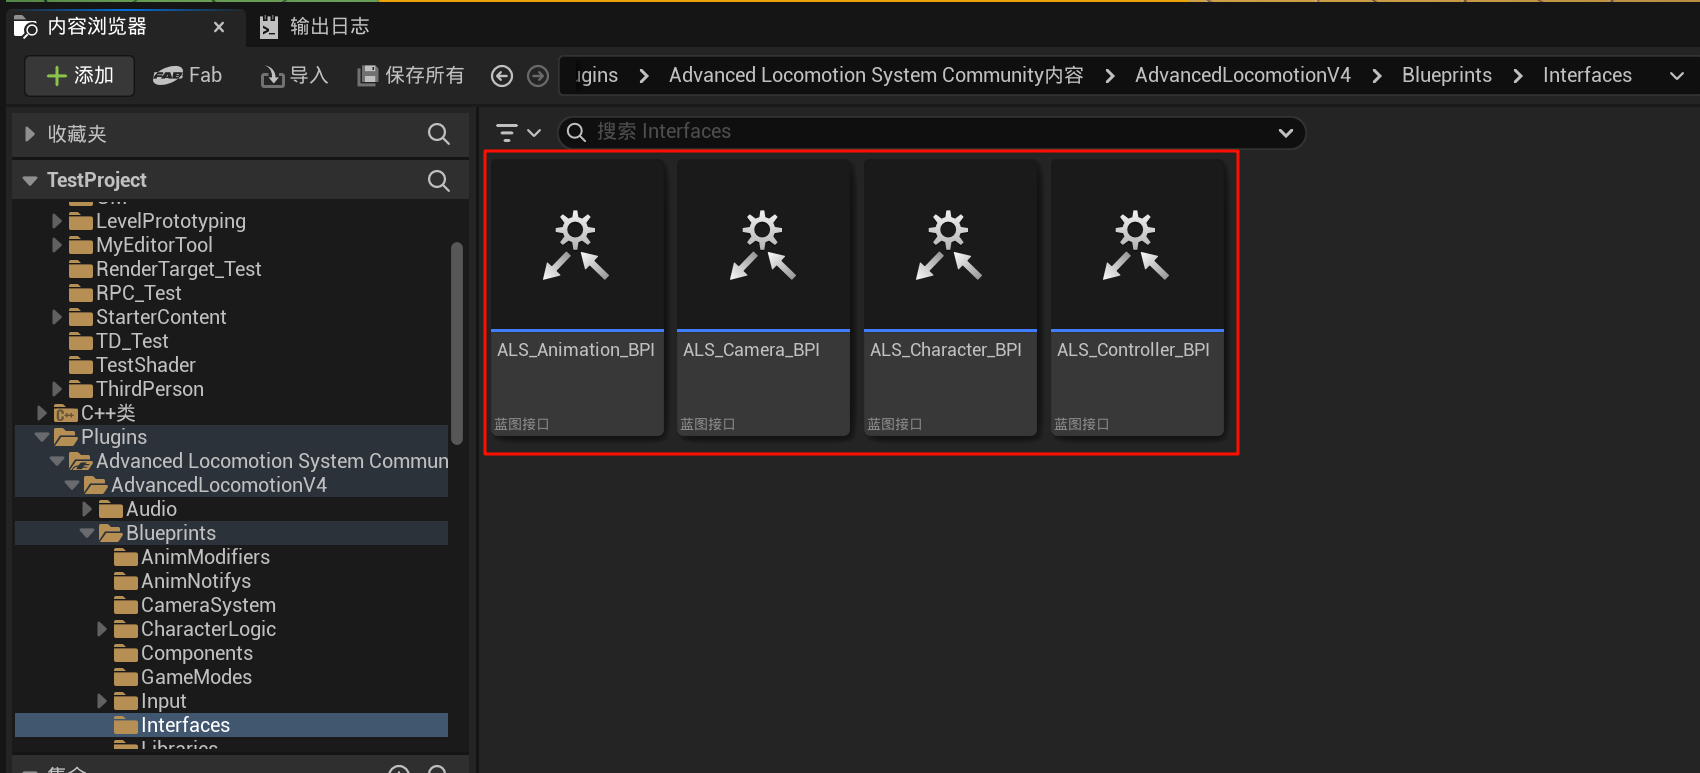 内容浏览器
输出日志
添加
Fab
导入
保存所有
ugins > Advanced Locomotion System Community内容 > AdvancedLocomotionV4 > Blueprints > Interfaces
收藏夹
搜索 Interfaces
TestProject
LevelPrototyping
MyEditorTool
RenderTarget_Test
RPC_Test
StarterContent
TD_Test
TestShader
ThirdPerson
C++类
Plugins
Advanced Locomotion System Commun
AdvancedLocomotionV4
Audio
Blueprints
AnimModifiers
AnimNotifys
CameraSystem
CharacterLogic
Components
GameModes
Input
Interfaces
Libraries
集合
ALS_Animation_BPI
蓝图接口
ALS_Camera_BPI
蓝图接口
ALS_Character_BPI
蓝图接口
ALS_Controller_BPI
蓝图接口